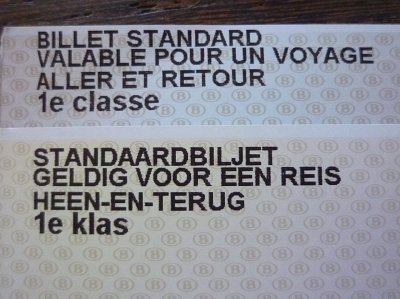 BILLET STANDARD
VALABLE POUR UN VOYAGE
ALLER ET RETOUR
1e classe
STANDAARDBILJET
GELDIG VOOR EEN REIS
HEEN-EN-TERUG
1e klas